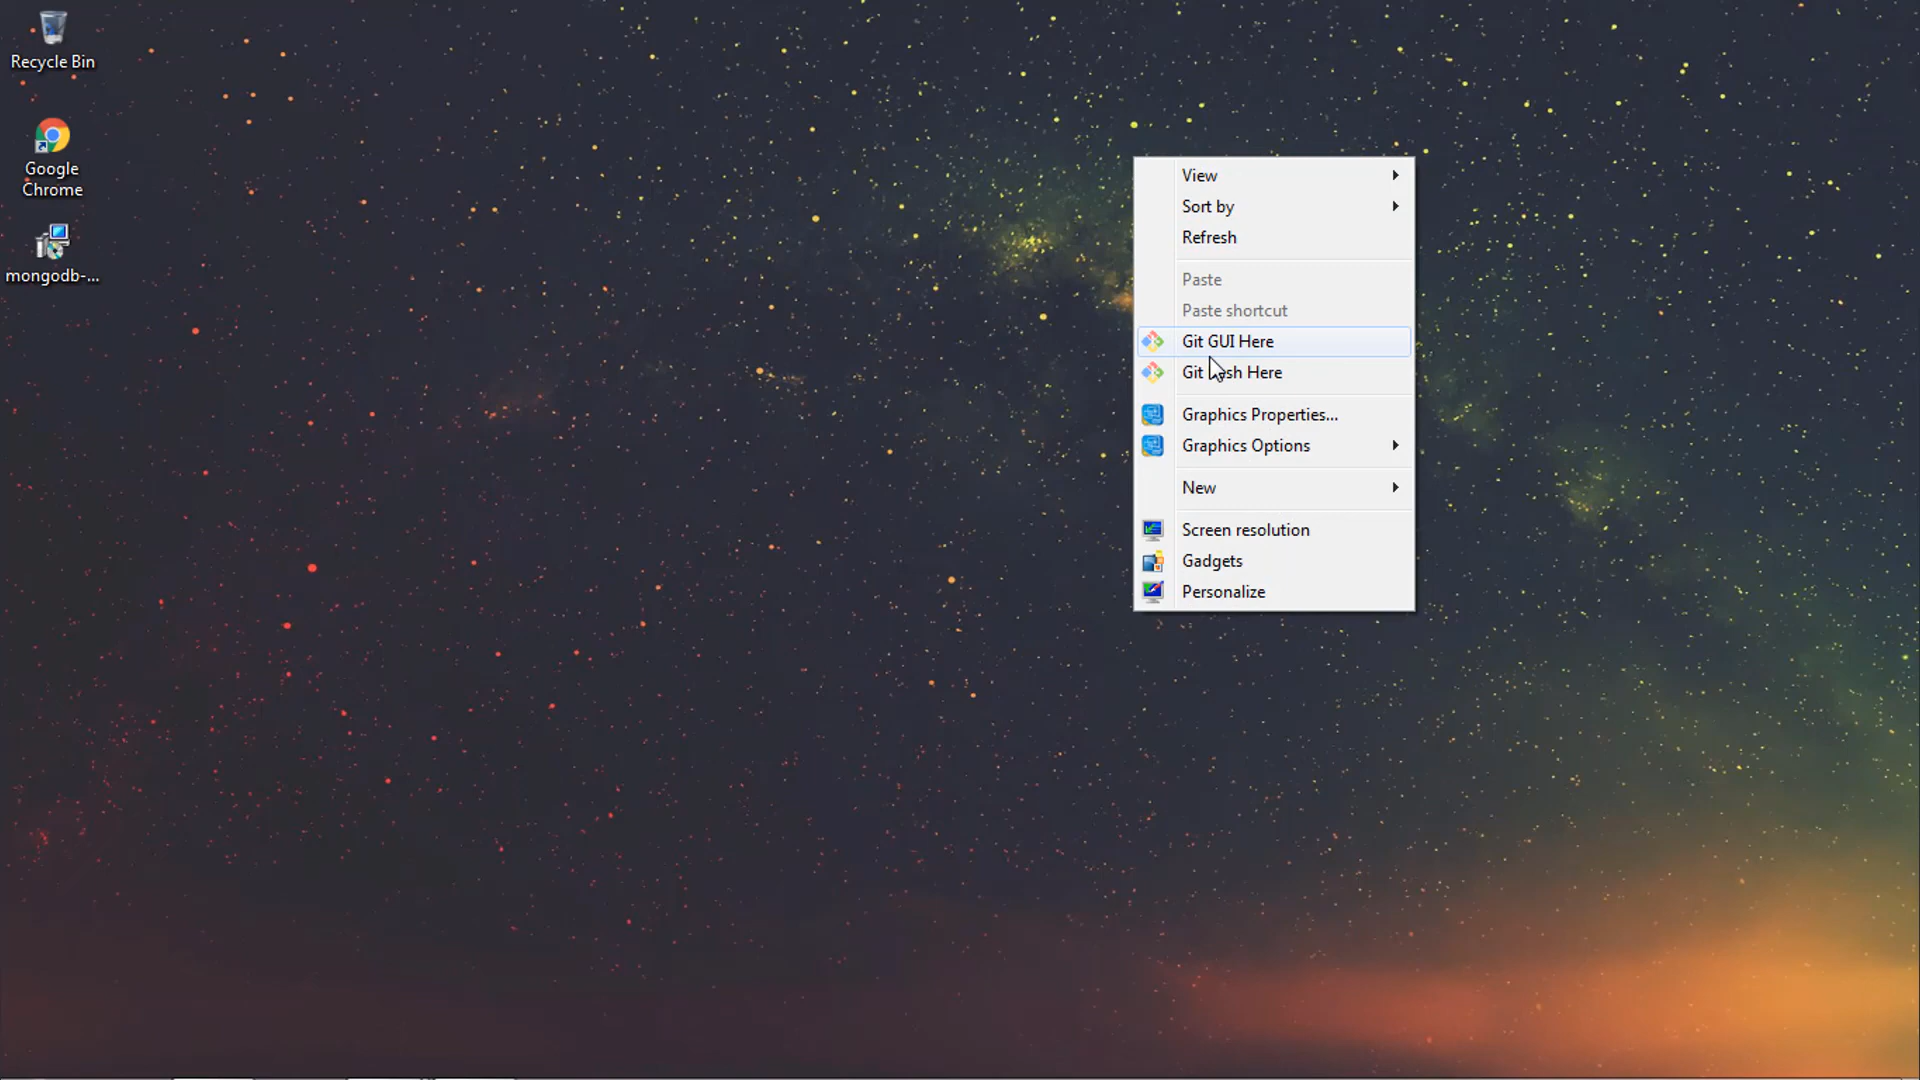 Recycle Bin
Google
Chrome
mongodb-...
View
Sort by
Refresh
Paste
Paste shortcut
Git GUI Here
Git Bash Here
Graphics Properties...
Graphics Options
New
Screen resolution
Gadgets
Personalize